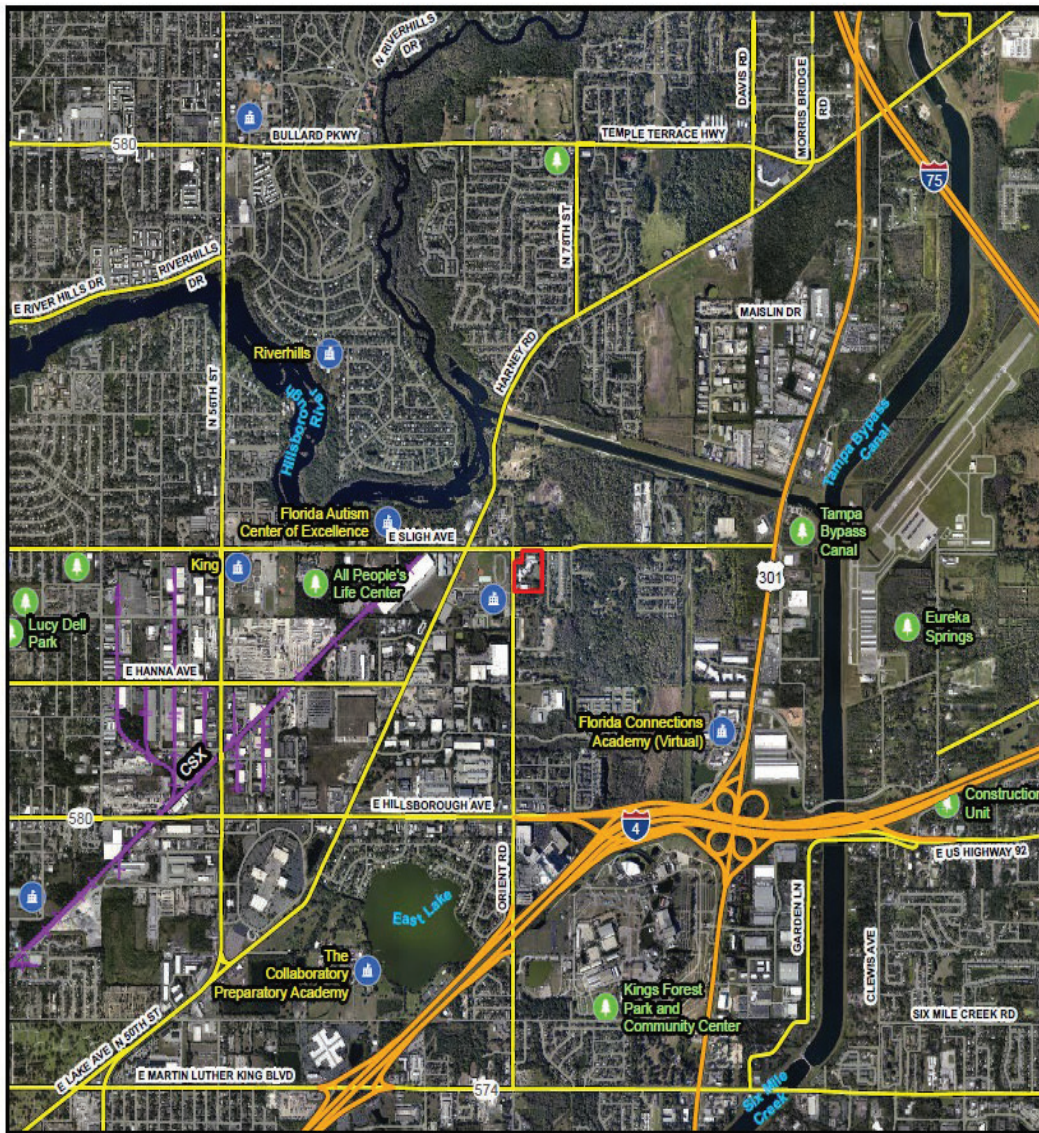 N RIVERHILLS
DR
DAVIS RD
MORRIS BRIDGE
RD
580
BULLARD PKWY
TEMPLE TERRACE HWY
75
N 78TH ST
E RIVER HILLS DR
RIVERHILLS
DR
MAISLIN DR
Riverhills
HARNEY RD
N 56TH ST
Hillsborough
River
Tampa Bypass
Canal
Florida Autism
Center of Excellence
E SLIGH AVE
Tampa
Bypass
Canal
King
All People's
Life Center
301
Lucy Dell
Park
Eureka
Springs
E HANNA AVE
Florida Connections
Academy (Virtual)
CSX
580
E HILLSBOROUGH AVE
4
Construction
Unit
E US HIGHWAY 92
ORIENT RD
East Lake
GARDEN LN
CLEWIS AVE
The
Collaboratory
Preparatory Academy
Kings Forest
Park and
Community Center
SIX MILE CREEK RD
E LAKE AVE
N 50TH ST
E MARTIN LUTHER KING BLVD
574
Six Mile
Creek